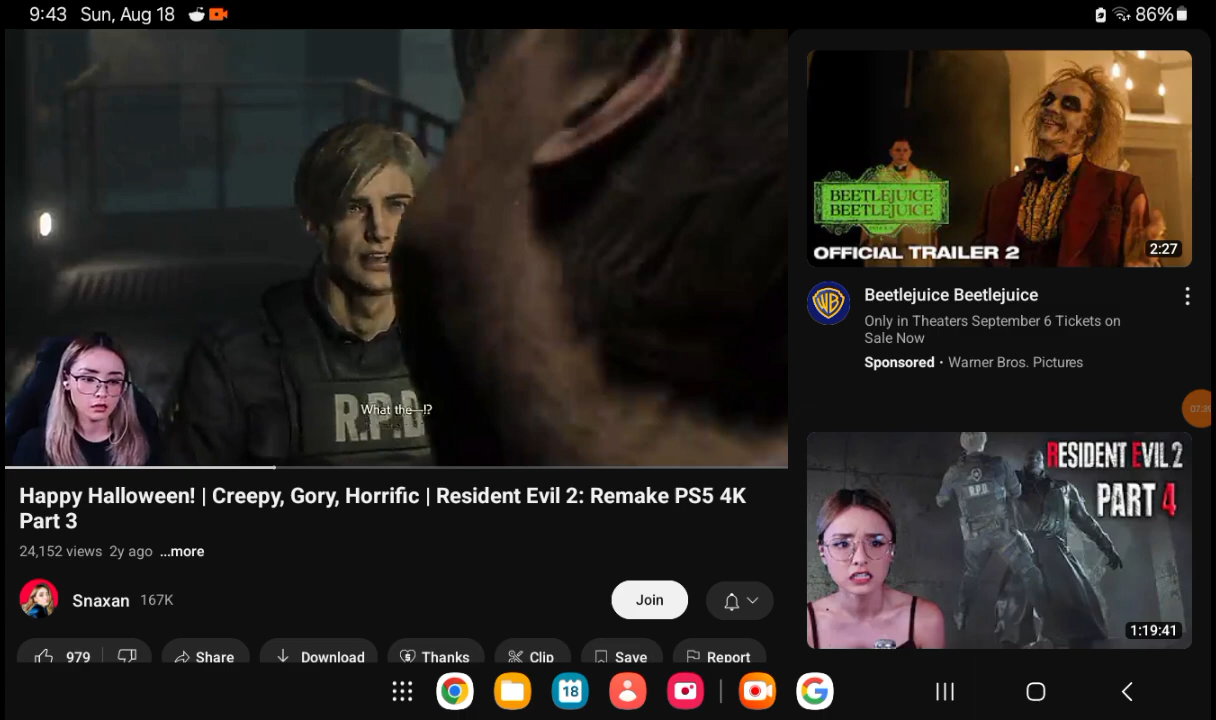 9:43 Sun, Aug 18
86%
R.P.D
What the—!?
Happy Halloween! | Creepy, Gory, Horrific | Resident Evil 2: Remake PS5 4K
Part 3
24,152 views 2y ago ...more
Snaxan 167K
Join
979
Share
Download
Thanks
Clip
Save
Report
BEETLEJUICE
BEETLEJUICE
OFFICIAL TRAILER 2
2:27
WB
Beetlejuice Beetlejuice
Only in Theaters September 6 Tickets on
Sale Now
Sponsored · Warner Bros. Pictures
RESIDENT EVIL 2
PART 4
R.P.D.
1:19:41
18